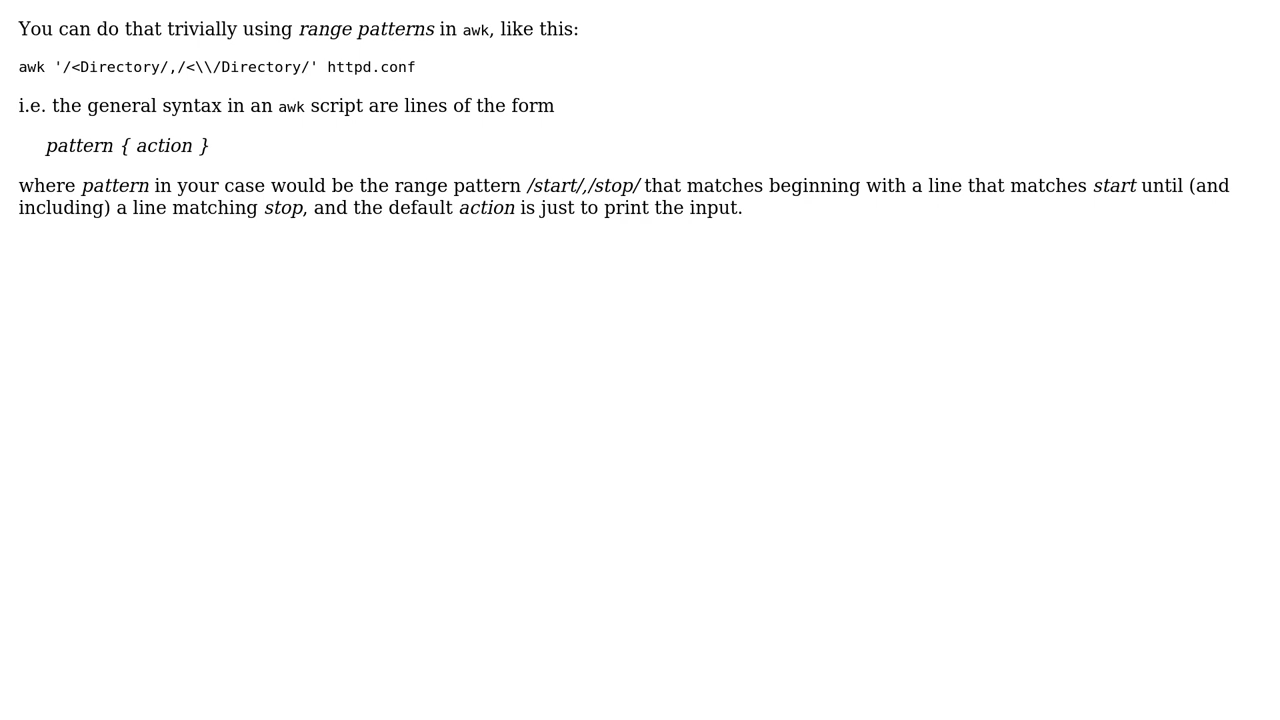 You can do that trivially using range patterns in awk, like this:
awk '/<Directory/,/<\\/Directory/' httpd.conf
i.e. the general syntax in an awk script are lines of the form
pattern { action }
where pattern in your case would be the range pattern /start/,/stop/ that matches beginning with a line that matches start until (and
including) a line matching stop, and the default action is just to print the input.